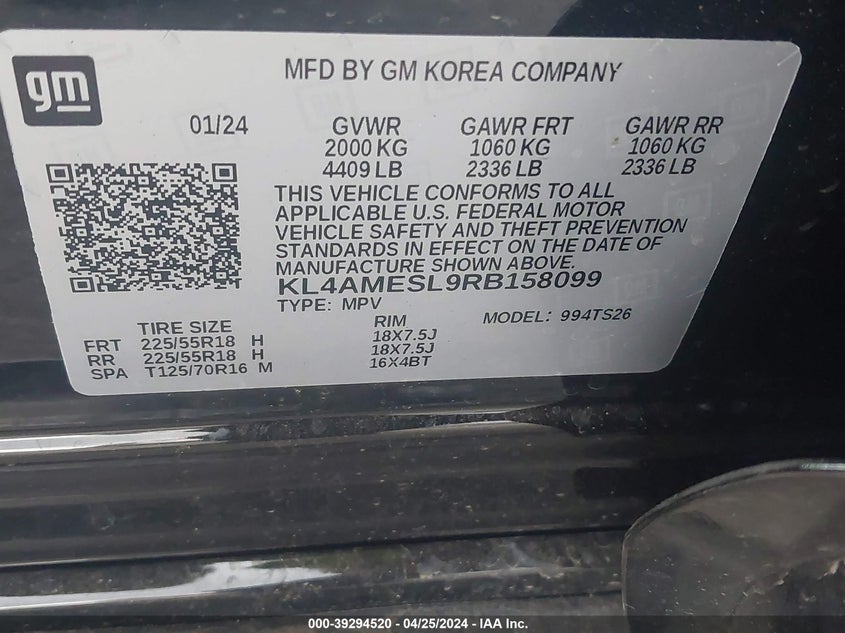 gm
MFD BY GM KOREA COMPANY
01/24 GVWR GAWR FRT GAWR RR
2000 KG 1060 KG 1060 KG
4409 LB 2336 LB 2336 LB
THIS VEHICLE CONFORMS TO ALL
APPLICABLE U.S. FEDERAL MOTOR
VEHICLE SAFETY AND THEFT PREVENTION
STANDARDS IN EFFECT ON THE DATE OF
MANUFACTURE SHOWN ABOVE.
KL4AMESL9RB158099
TYPE: MPV MODEL: 994TS26
TIRE SIZE RIM
FRT 225/55R18 H 18X7.5J
RR 225/55R18 H 18X7.5J
SPA T125/70R16 M 16X4BT
000-39294520 - 04/25/2024 - IAA Inc.